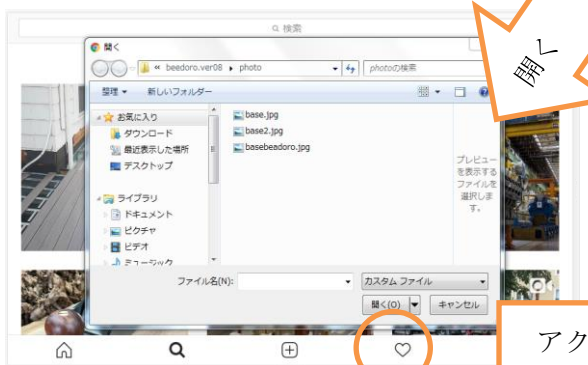 検索
開く
開く
« beedoro.ver08 ▸ photo
photoの検索
整理 ▼ 新しいフォルダー
お気に入り
ダウンロード
最近表示した場所
デスクトップ
ライブラリ
ドキュメント
ピクチャ
ビデオ
ミュージック
base.jpg
base2.jpg
basebeadoro.jpg
プレビュー
を表示する
ファイルを
選択しま
す。
ファイル名(N):
カスタム ファイル
開く(O) キャンセル
アク